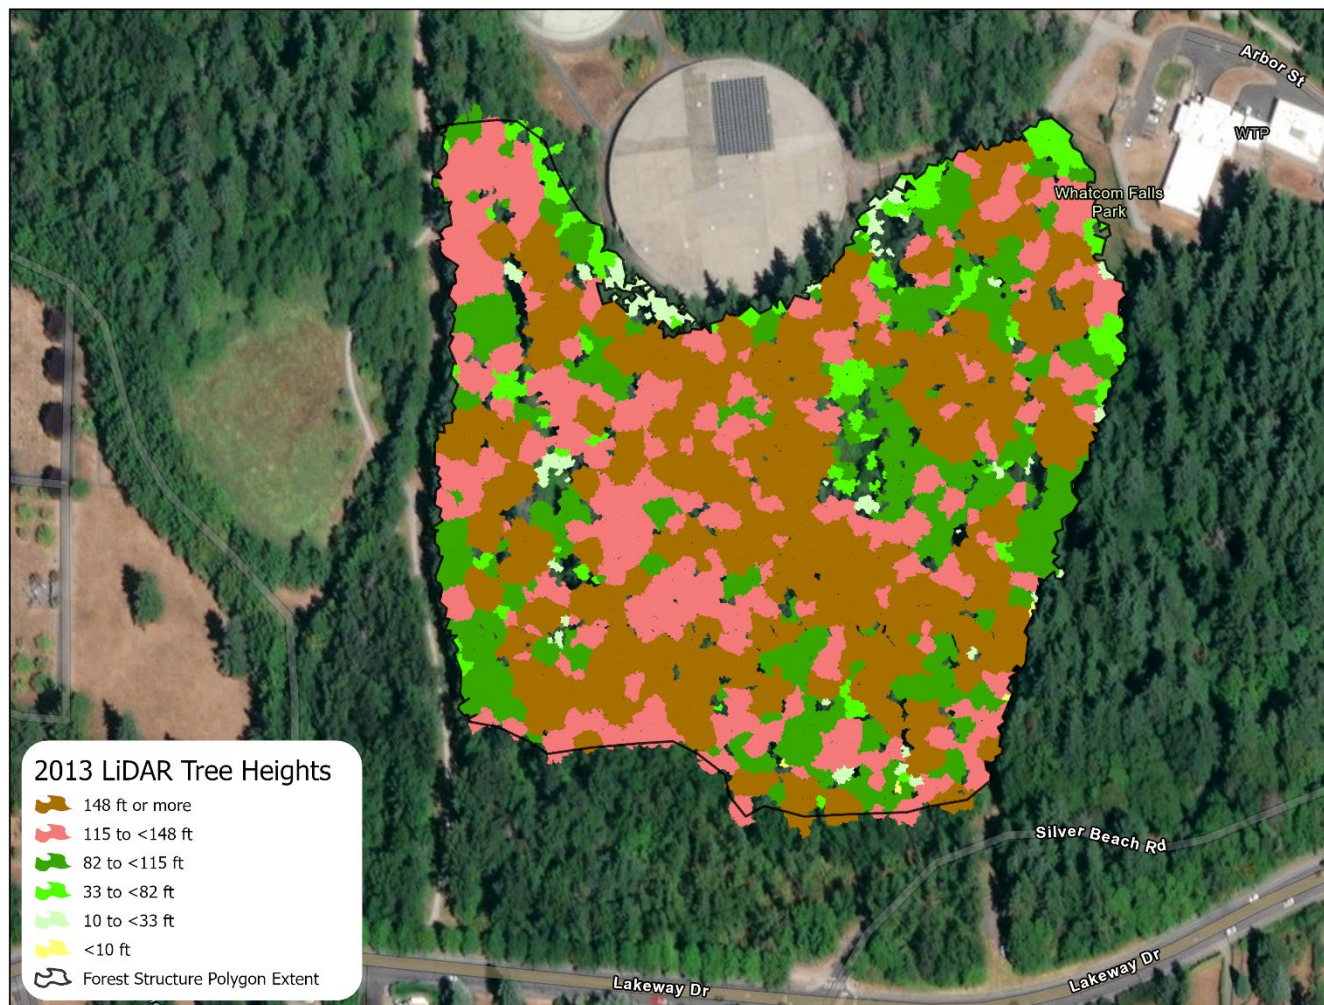 Arbor St
WTP
Whatcom Falls
Park
2013 LiDAR Tree Heights
148 ft or more
115 to <148 ft
82 to <115 ft
33 to <82 ft
10 to <33 ft
<10 ft
Forest Structure Polygon Extent
Silver Beach Rd
Lakeway Dr
Lakeway Dr